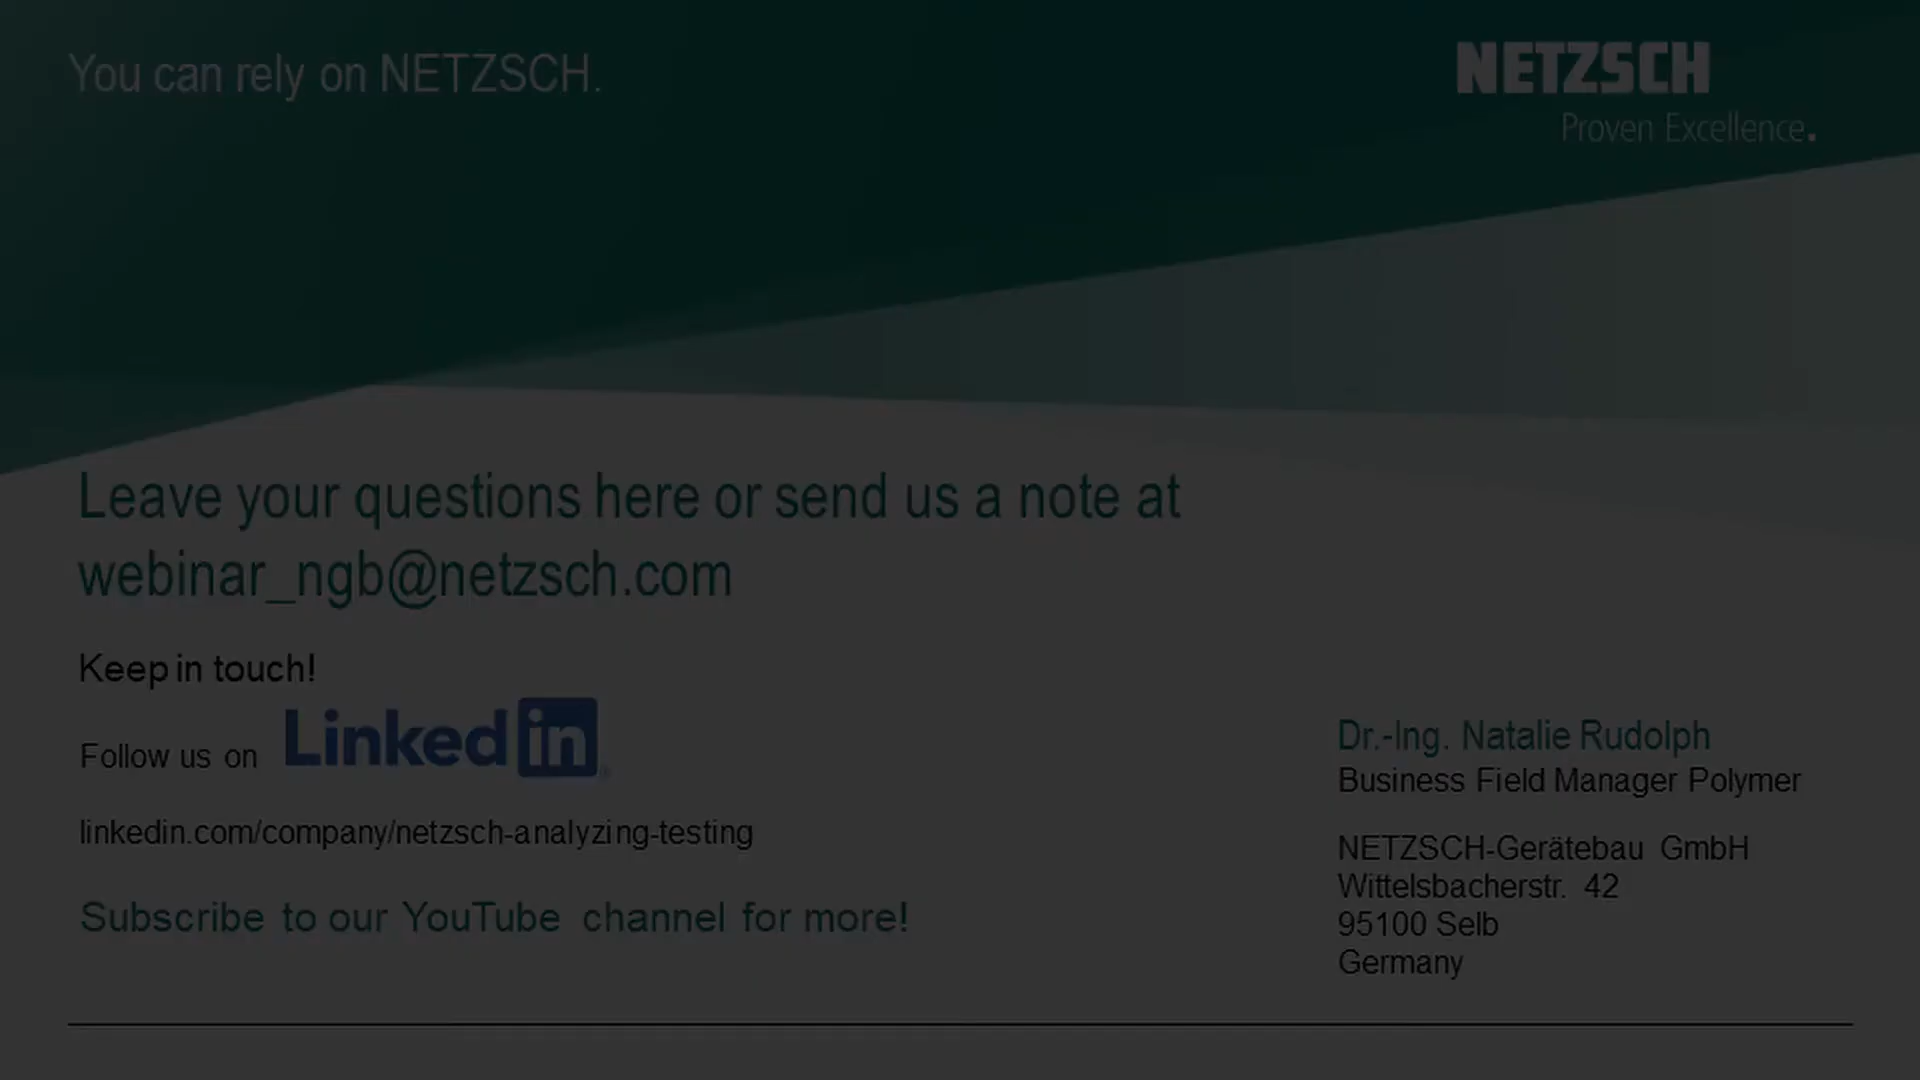 You can rely on NETZSCH.
NETZSCH
Proven Excellence.
Leave your questions here or send us a note at
webinar_ngb@netzsch.com
Keep in touch!
Follow us on LinkedIn
linkedin.com/company/netzsch-analyzing-testing
Subscribe to our YouTube channel for more!
Dr.-Ing. Natalie Rudolph
Business Field Manager Polymer
NETZSCH-Gerätebau GmbH
Wittelsbacherstr. 42
95100 Selb
Germany